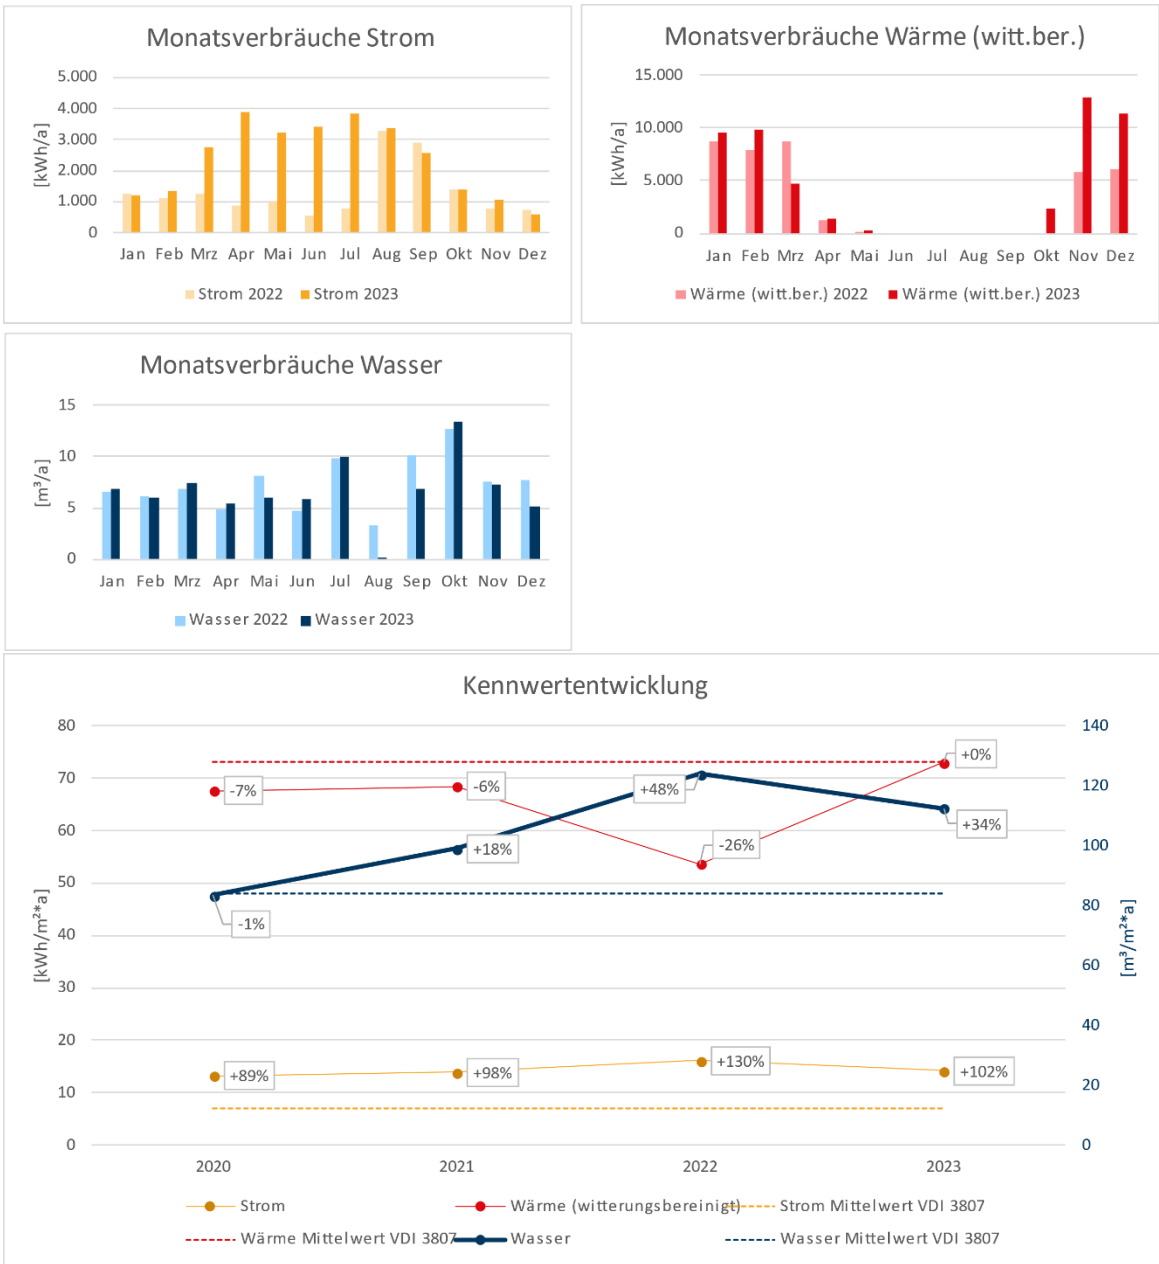 Monatsverbräuche Strom
5.000
4.000
3.000
2.000
1.000
0
[kWh/a]
Jan Feb Mrz Apr Mai Jun Jul Aug Sep Okt Nov Dez
Strom 2022 Strom 2023
Monatsverbräuche Wärme (witt.ber.)
15.000
10.000
5.000
0
[kWh/a]
Jan Feb Mrz Apr Mai Jun Jul Aug Sep Okt Nov Dez
Wärme (witt.ber.) 2022 Wärme (witt.ber.) 2023
Monatsverbräuche Wasser
15
10
5
0
[m³/a]
Jan Feb Mrz Apr Mai Jun Jul Aug Sep Okt Nov Dez
Wasser 2022 Wasser 2023
Kennwertentwicklung
80
70
60
50
40
30
20
10
0
[kWh/m²*a]
140
120
100
80
60
40
20
0
[m³/m²*a]
-7% -6% -26% +0%
-1% +18% +48% +34%
+89% +98% +130% +102%
2020 2021 2022 2023
Strom Wärme (witterungsbereinigt) Strom Mittelwert VDI 3807
Wärme Mittelwert VDI 3807 Wasser Wasser Mittelwert VDI 3807